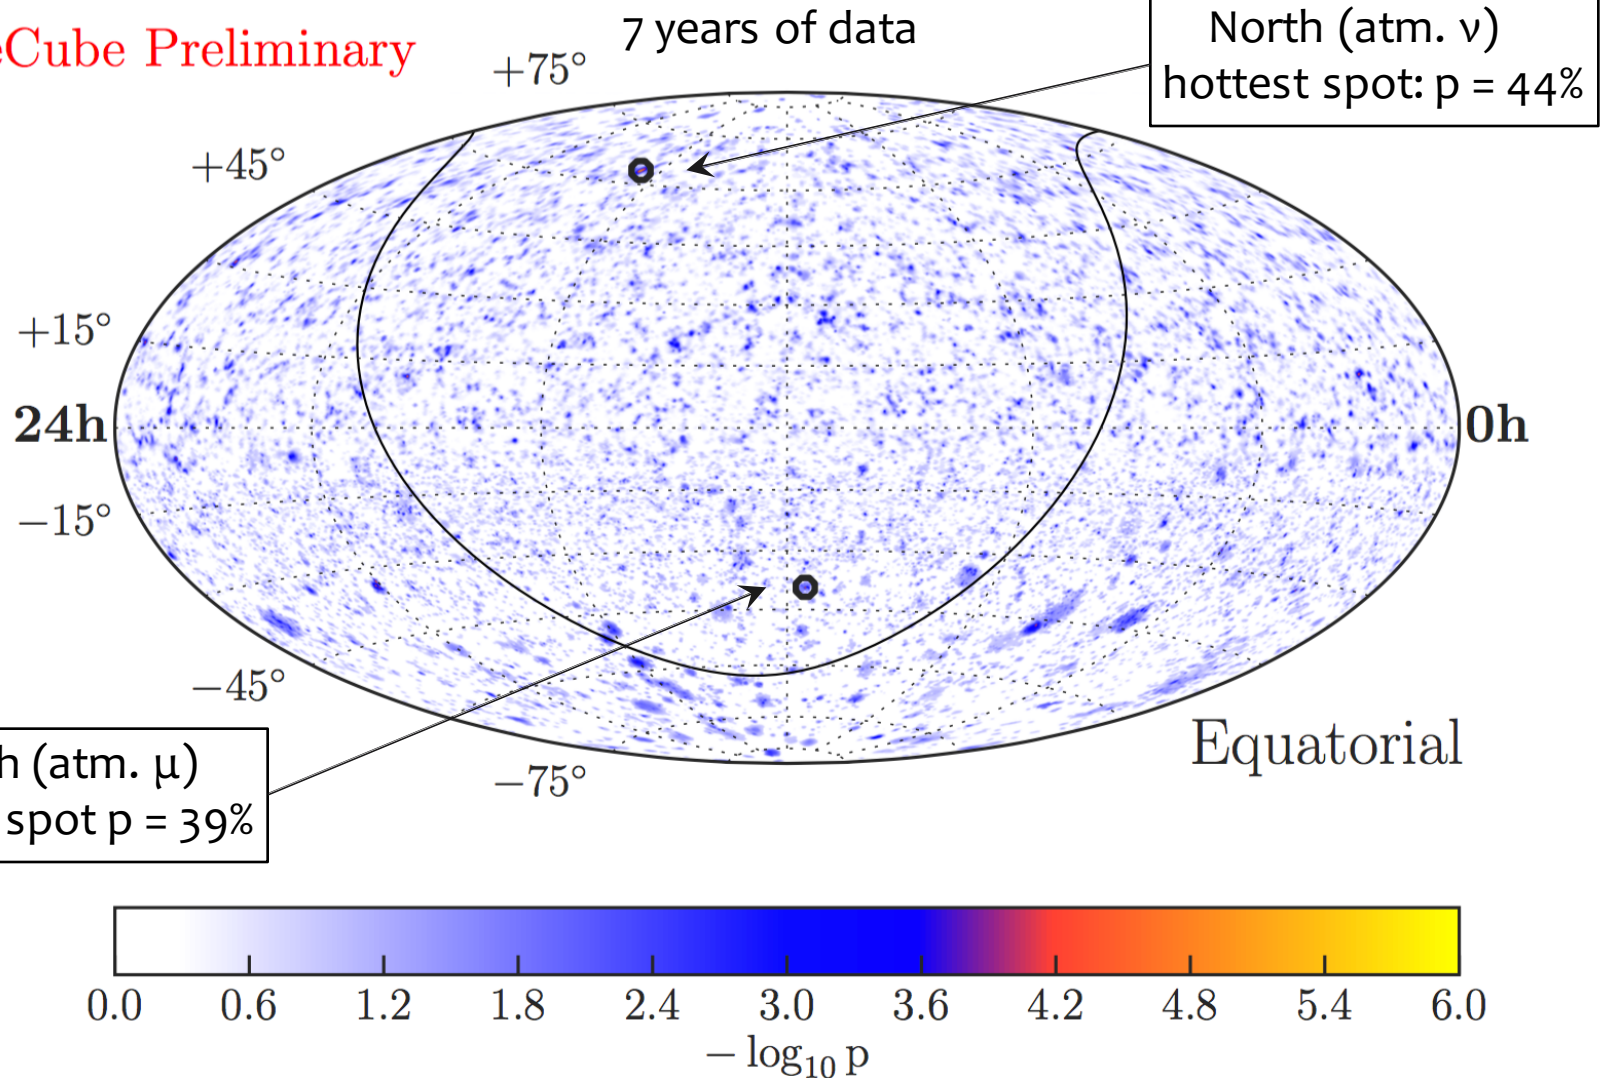 eCube Preliminary
7 years of data
North (atm. ν)
hottest spot: p = 44%
+75°
+45°
+15°
24h
0h
−15°
−45°
−75°
Equatorial
h (atm. μ)
spot p = 39%
0.0 0.6 1.2 1.8 2.4 3.0 3.6 4.2 4.8 5.4 6.0
− log₁₀ p